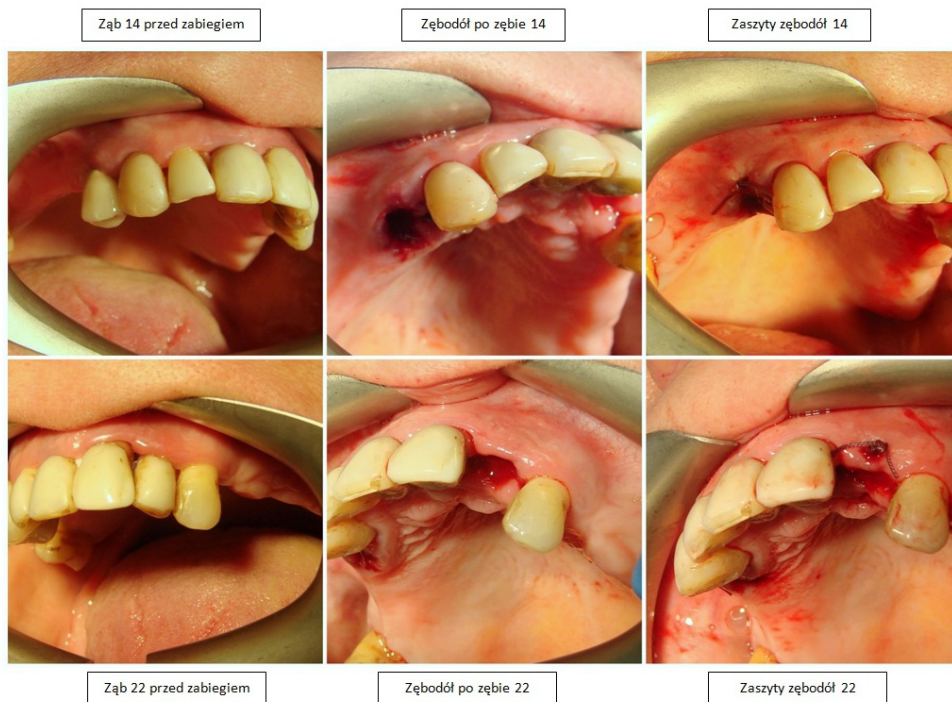 Ząb 14 przed zabiegiem
Zębodół po zębie 14
Zaszyty zębodół 14
Ząb 22 przed zabiegiem
Zębodół po zębie 22
Zaszyty zębodół 22